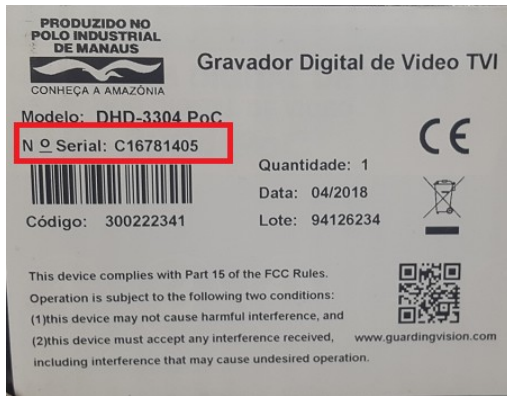 PRODUZIDO NO
POLO INDUSTRIAL
DE MANAUS
CONHEÇA A AMAZÔNIA
Gravador Digital de Video TVI
Modelo: DHD-3304 PoC
Nº Serial: C16781405
CE
Quantidade: 1
Data: 04/2018
Código: 300222341
Lote: 94126234
This device complies with Part 15 of the FCC Rules.
Operation is subject to the following two conditions:
(1)this device may not cause harmful interference, and
(2)this device must accept any interference received,
including interference that may cause undesired operation.
www.guardingvision.com